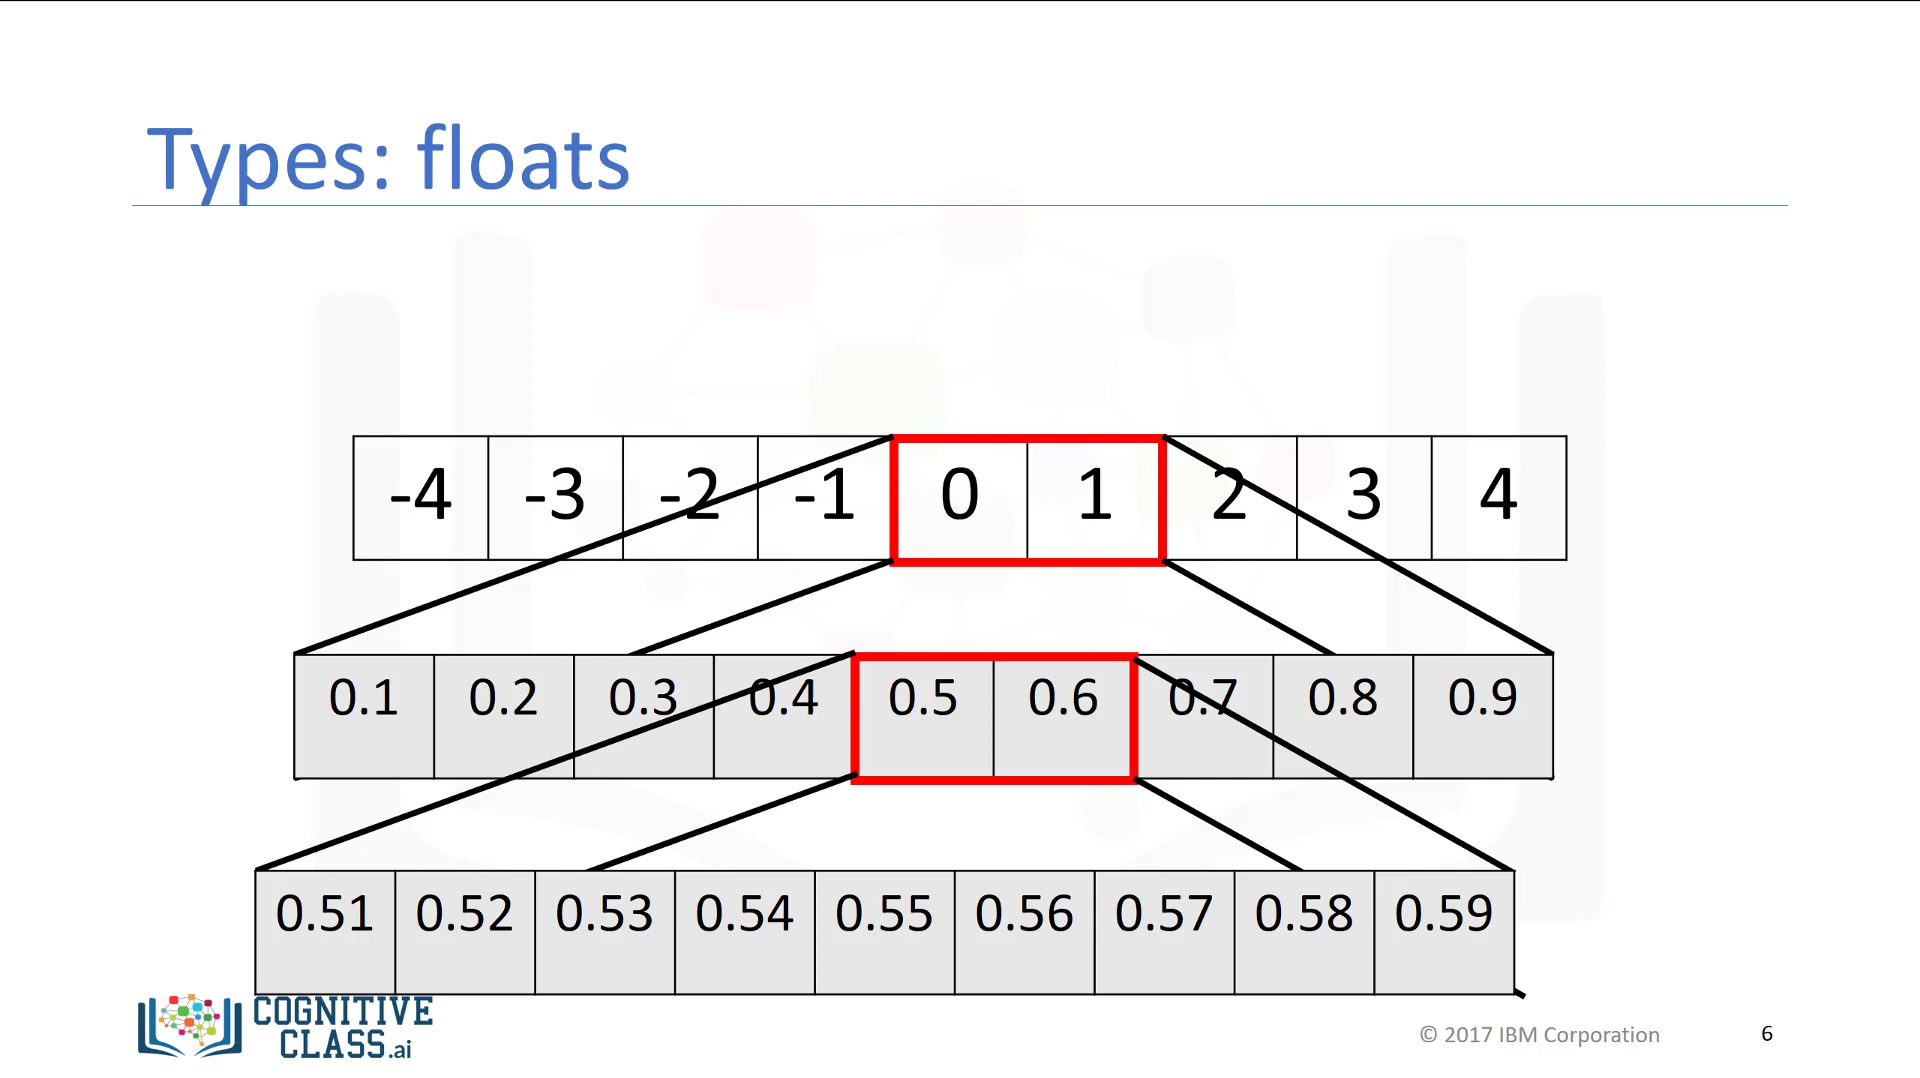 Types: floats
-4 -3 -2 -1 0 1 2 3 4
0.1 0.2 0.3 0.4 0.5 0.6 0.7 0.8 0.9
0.51 0.52 0.53 0.54 0.55 0.56 0.57 0.58 0.59
COGNITIVE
CLASS.ai
© 2017 IBM Corporation 6